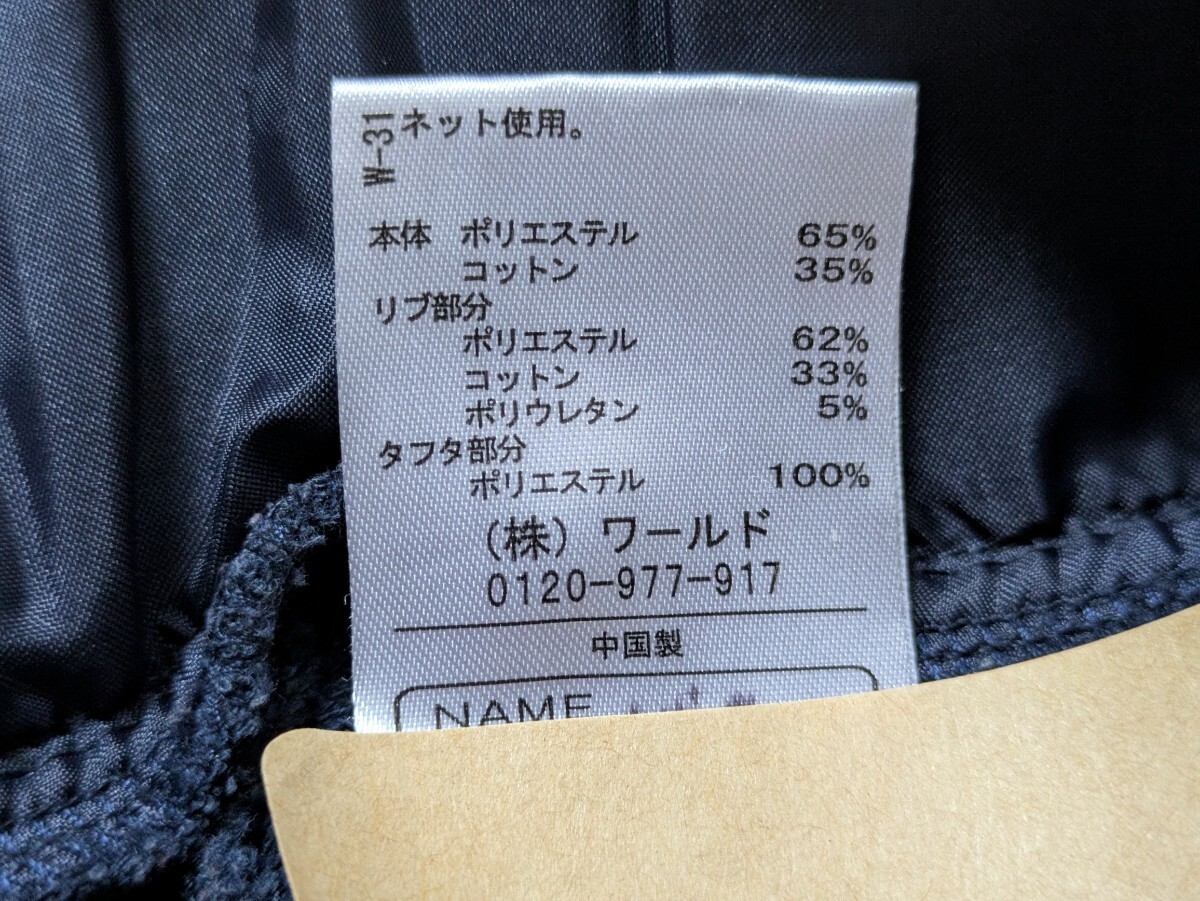 W-31
ネット使用。
本体 ポリエステル 65%
コットン 35%
リブ部分
ポリエステル 62%
コットン 33%
ポリウレタン 5%
タフタ部分
ポリエステル 100%
(株) ワールド
0120-977-917
中国製
NAME